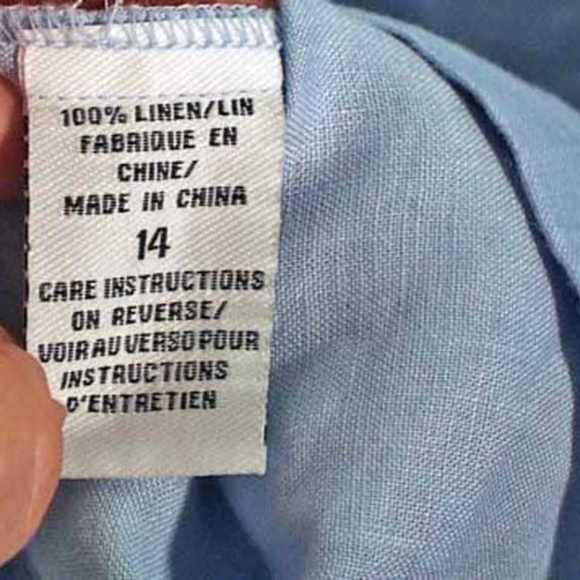 100% LINEN/LIN
FABRIQUE EN
CHINE/
MADE IN CHINA
14
CARE INSTRUCTIONS
ON REVERSE/
VOIR AU VERSO POUR
INSTRUCTIONS
D'ENTRETIEN